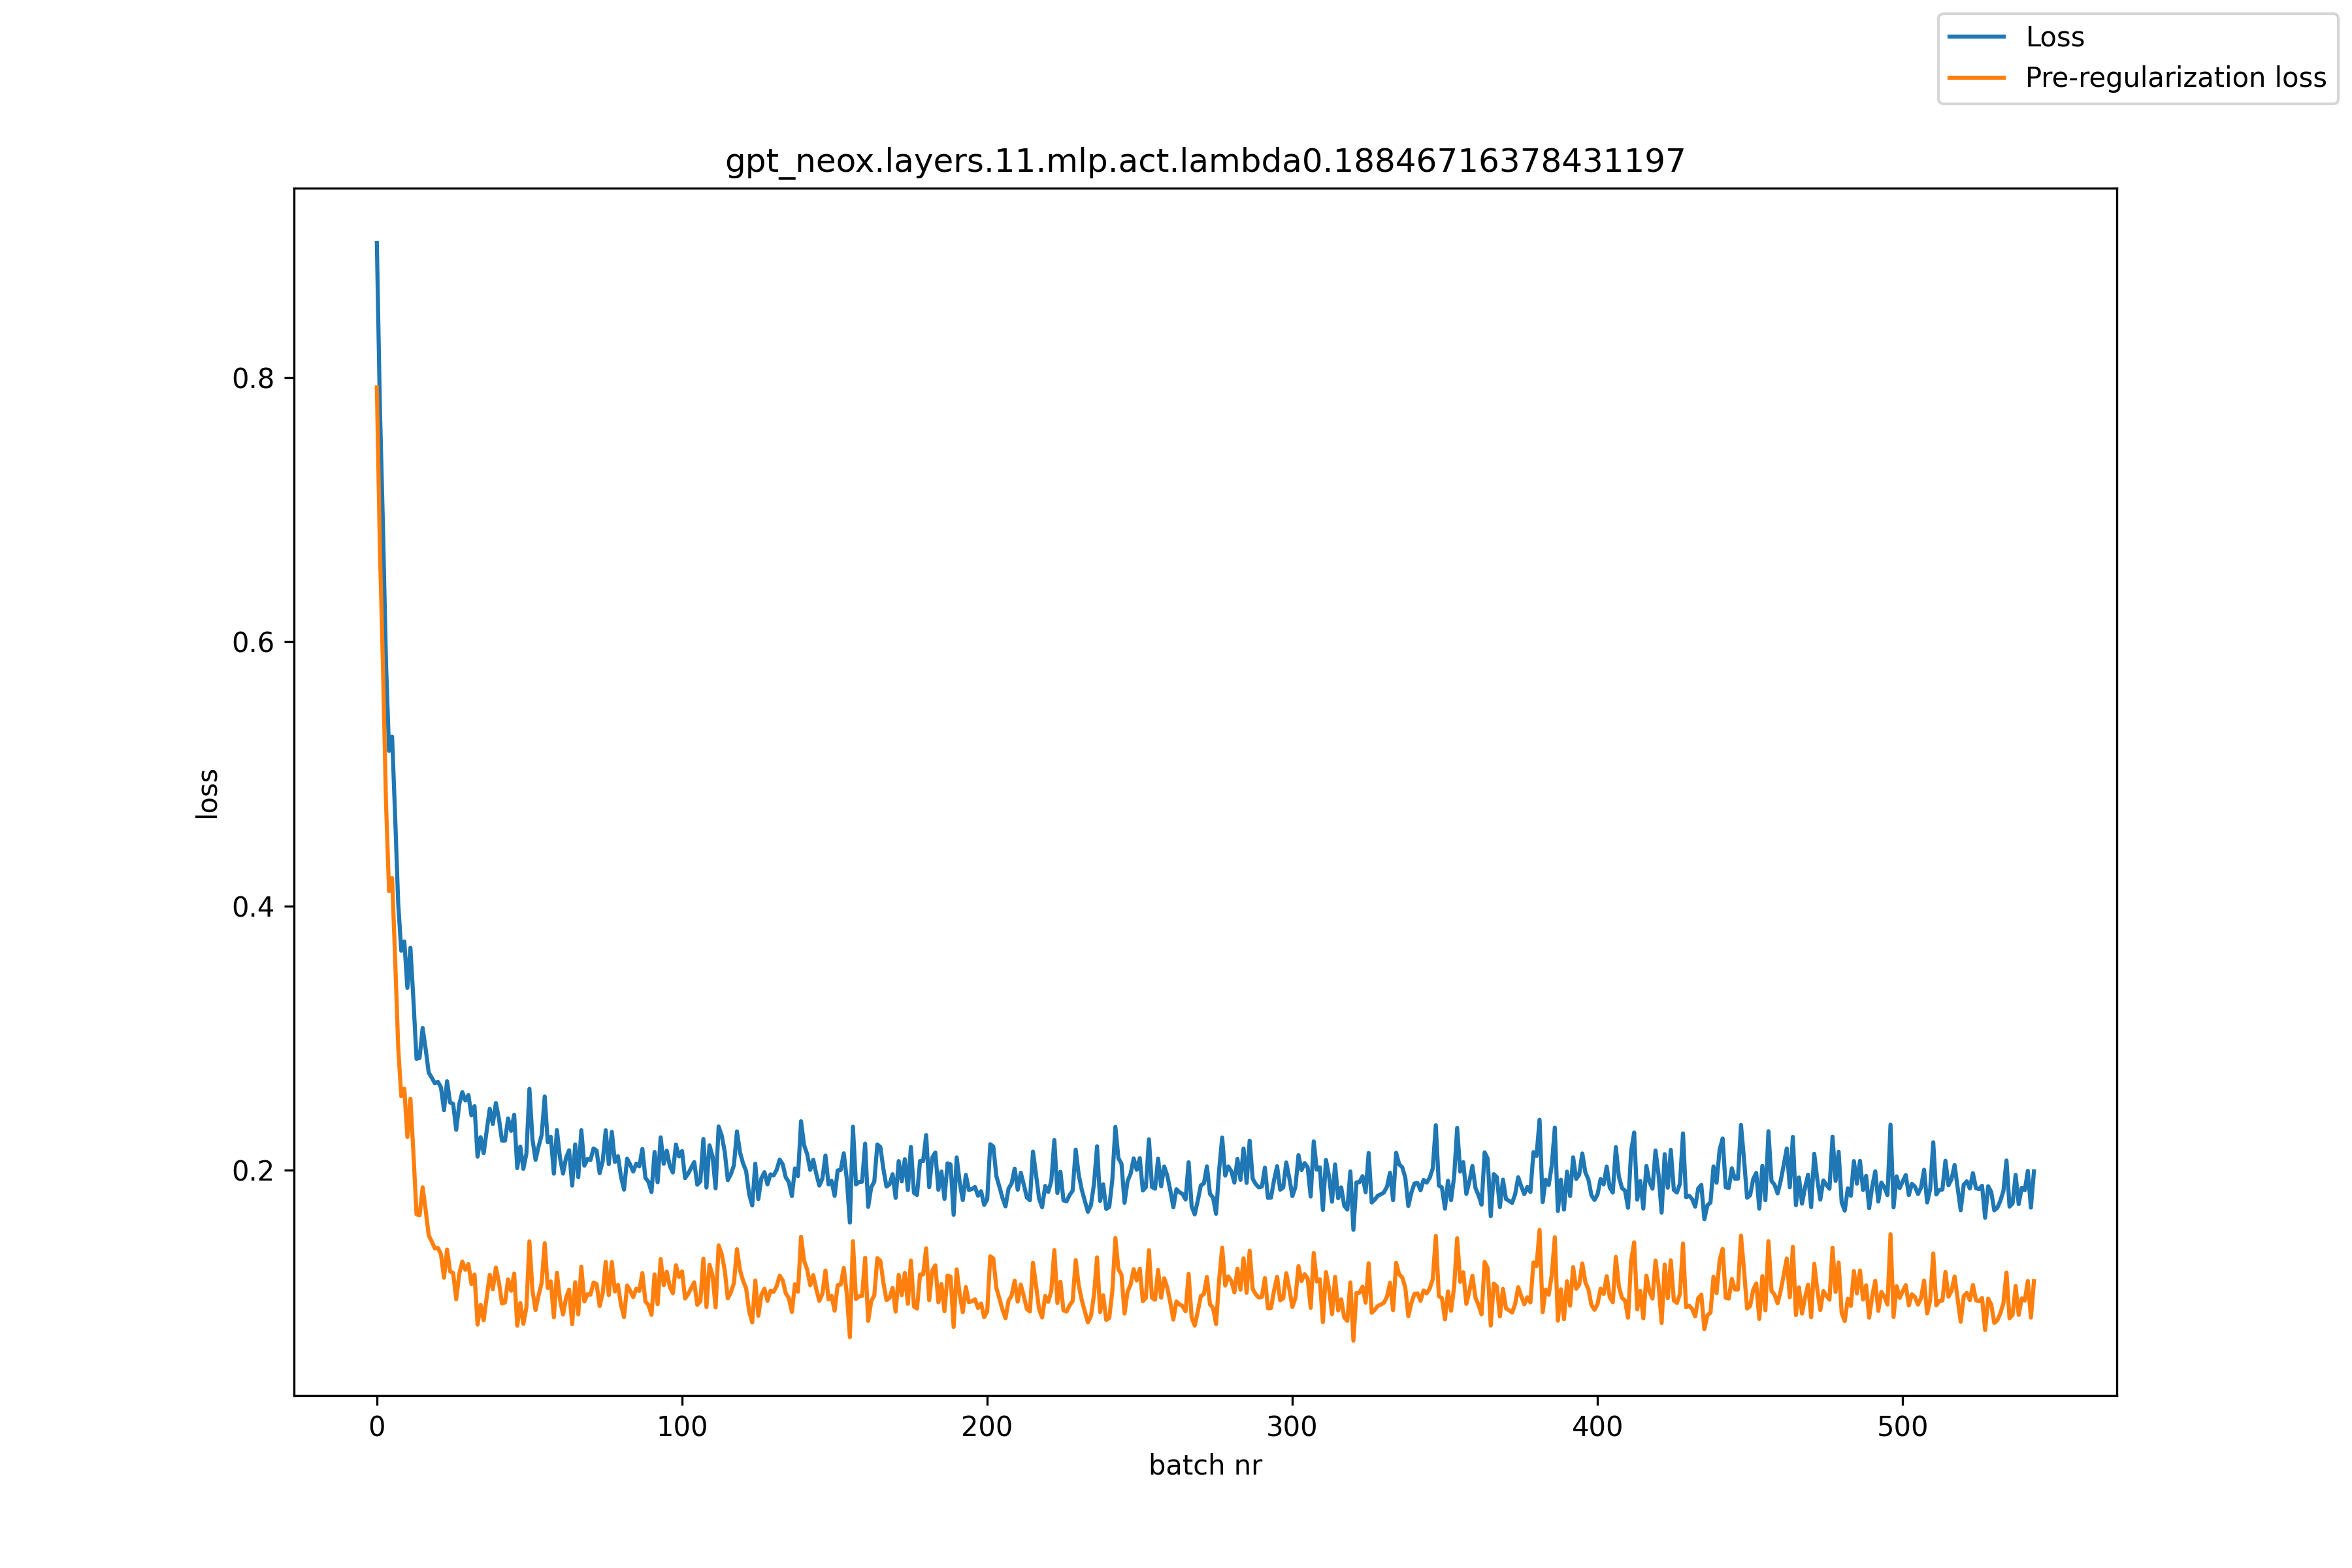 Loss
Pre-regularization loss
gpt_neox.layers.11.mlp.act.lambda0.18846716378431197
0.8
0.6
0.4
0.2
loss
0
100
200
300
400
500
batch nr